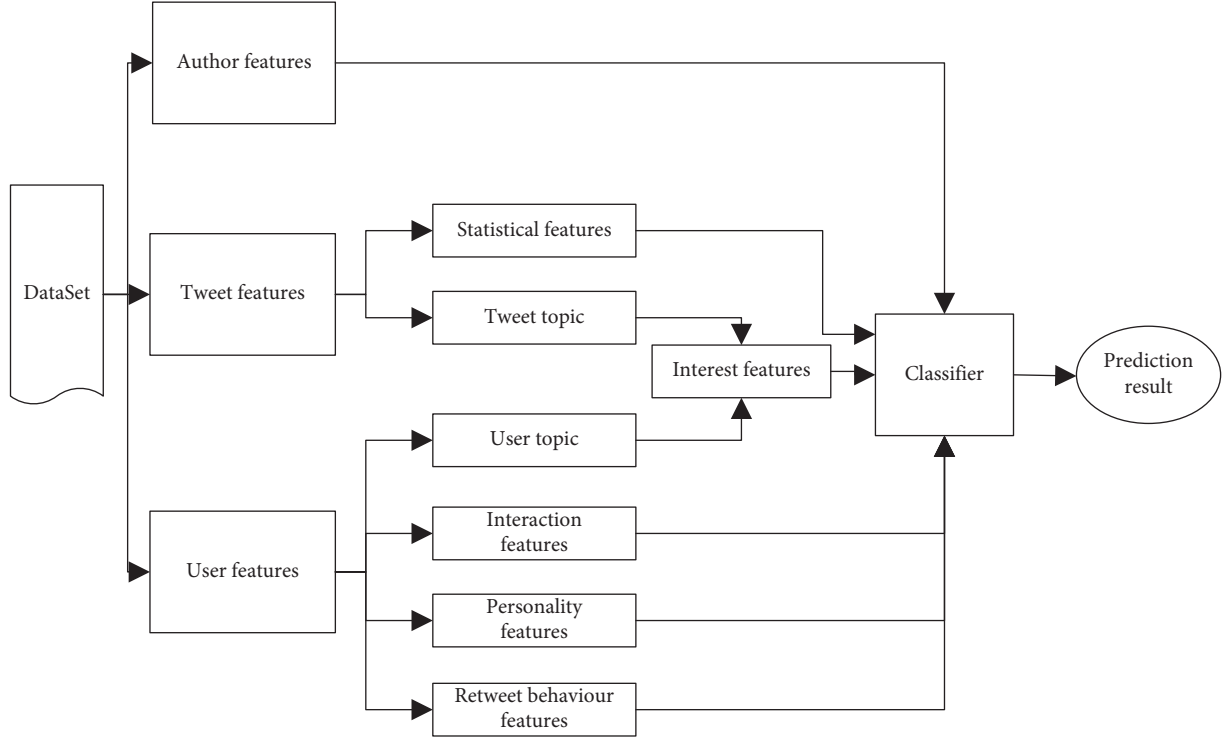 Author features
Statistical features
DataSet
Tweet features
Tweet topic
Interest features
Classifier
Prediction
result
User topic
Interaction
features
User features
Personality
features
Retweet behaviour
features